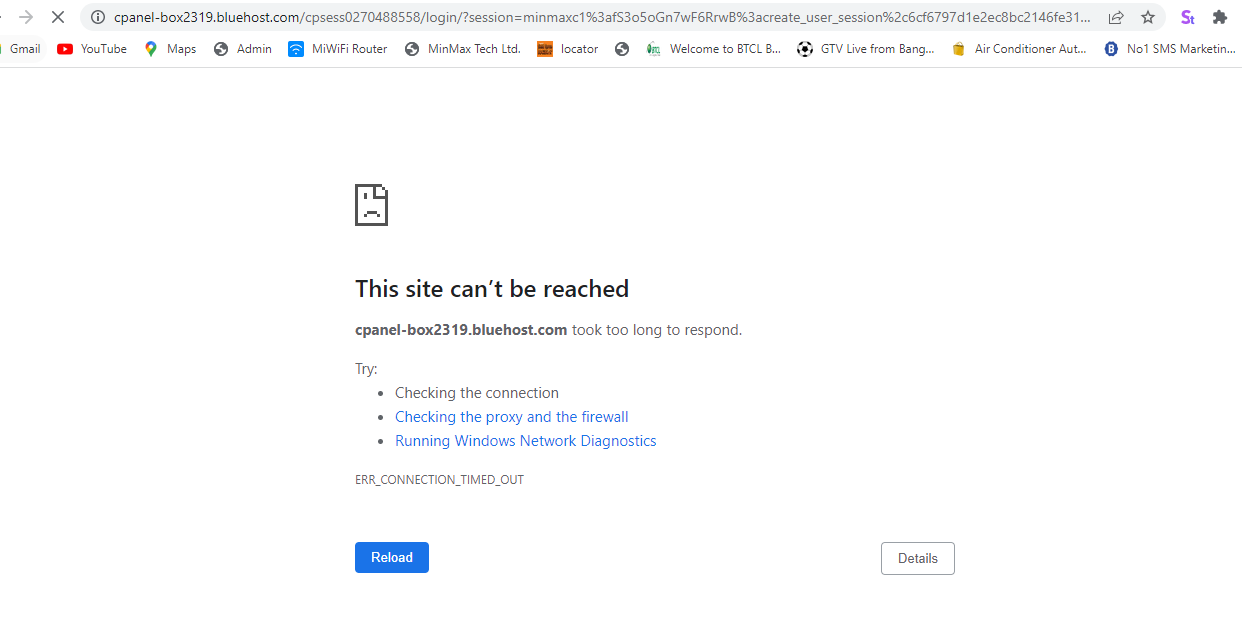 cpanel-box2319.bluehost.com/cpsess0270488558/login/?session=minmaxc1%3afS3o5oGn7wF6RrwB%3acreate_user_session%2c6cf6797d1e2ec8bc2146fe31...
St
Gmail YouTube Maps Admin MiWiFi Router MinMax Tech Ltd. locator Welcome to BTCL B... GTV Live from Bang... Air Conditioner Aut... B No1 SMS Marketin...
This site can’t be reached
cpanel-box2319.bluehost.com took too long to respond.
Try:
• Checking the connection
• Checking the proxy and the firewall
• Running Windows Network Diagnostics
ERR_CONNECTION_TIMED_OUT
Reload Details